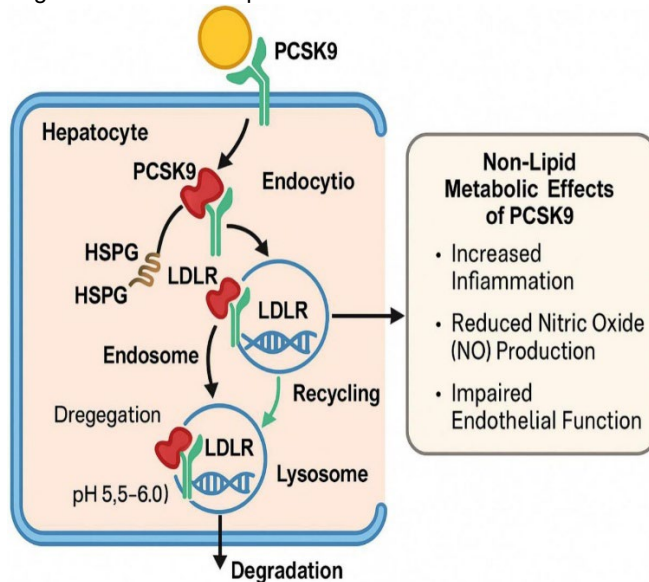 PCSK9
Hepatocyte
PCSK9
Endocytio
HSPG
HSPG
LDLR
LDLR
Endosome
Recycling
Dregegation
LDLR
Lysosome
pH 5,5–6.0)
Degradation
Non-Lipid
Metabolic Effects
of PCSK9
• Increased
Infiammation
• Reduced Nitric Oxide
(NO) Production
• Impaired
Endothelial Function